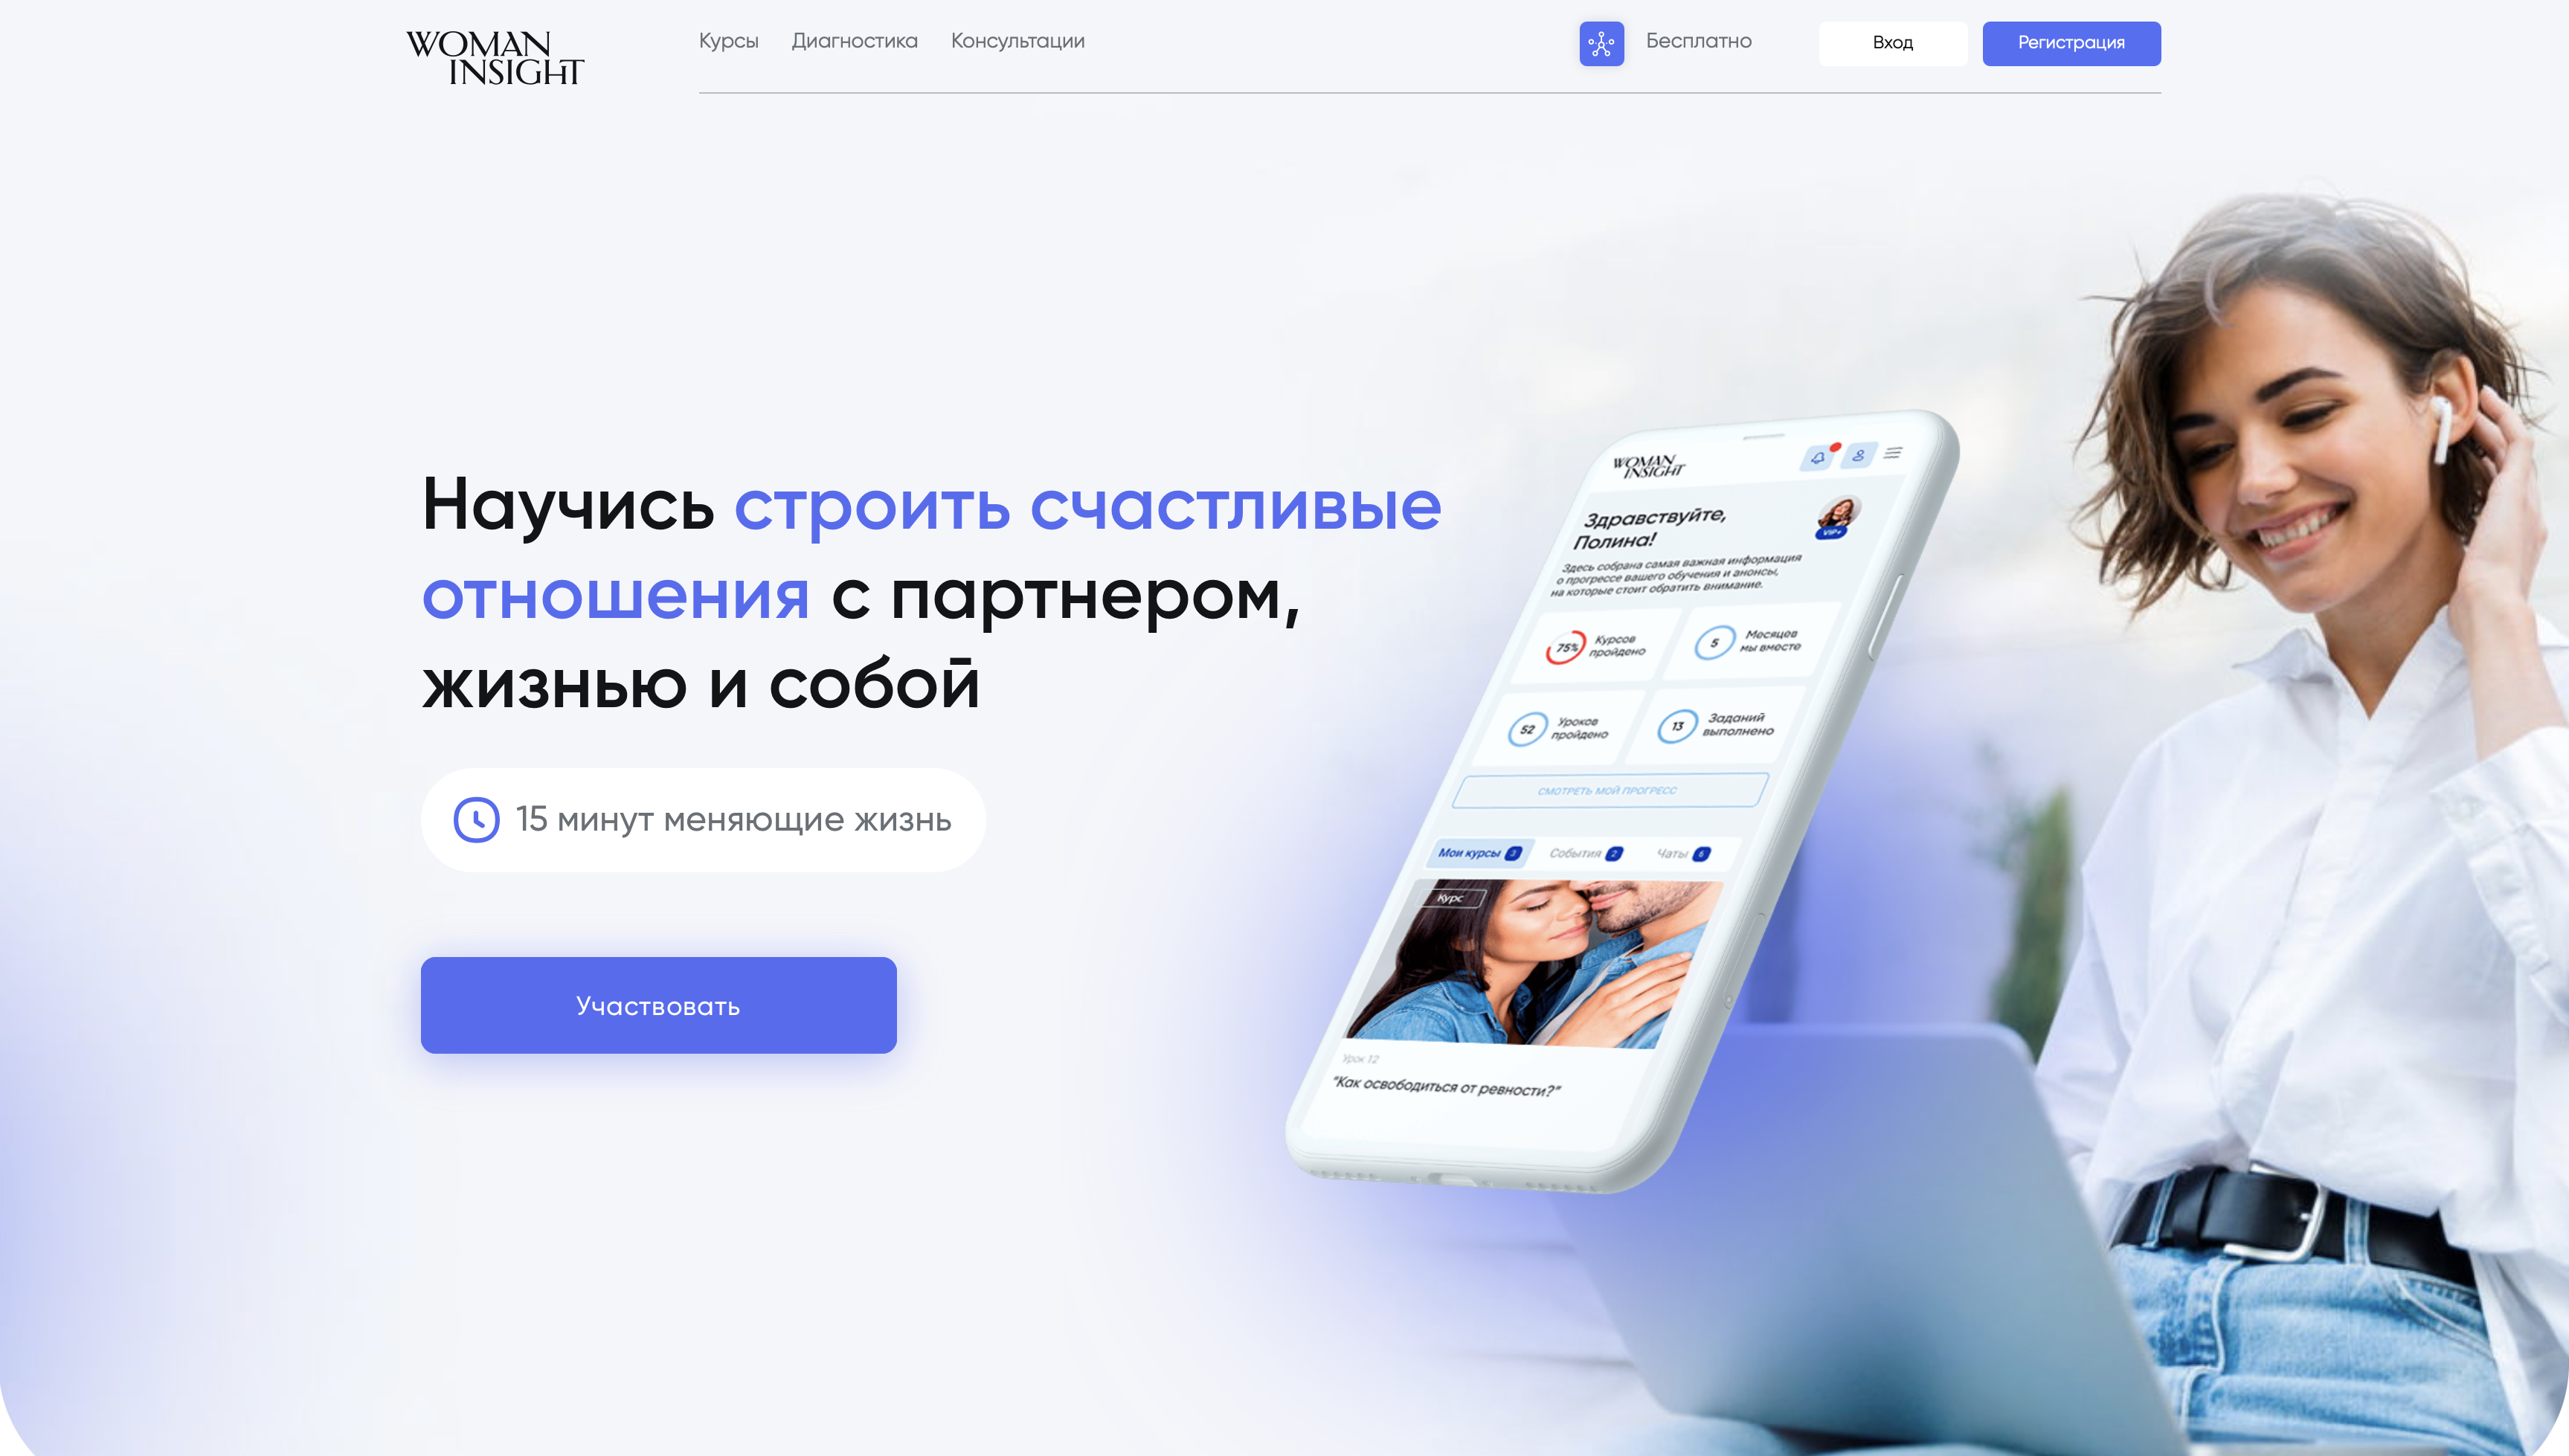 WOMAN
INSIGHT
Курсы Диагностика Консультации
Бесплатно
Вход
Регистрация
Научись строить счастливые
отношения с партнером,
жизнью и собой
15 минут меняющие жизнь
Участвовать
WOMAN
INSIGHT
Здравствуйте,
Полина!
VIP+
Здесь собрана самая важная информация
о прогрессе вашего обучения и анонсы,
на которые стоит обратить внимание.
75% Курсов
пройдено
5 Месяцев
мы вместе
52 Уроков
пройдено
13 Заданий
выполнено
СМОТРЕТЬ МОЙ ПРОГРЕСС
Мои курсы 3 События 2 Чаты 6
Курс
Урок 12
“Как освободиться от ревности?”